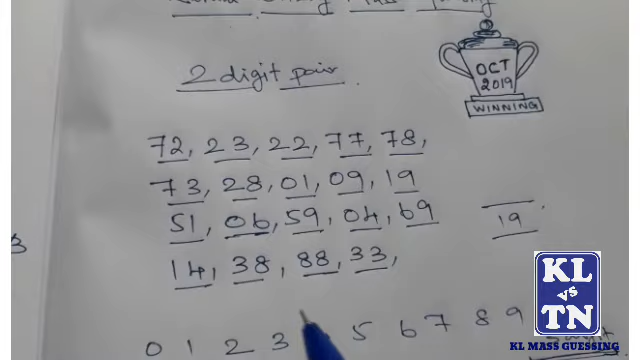 2 digit pair
OCT
2019
WINNING
72, 23, 22, 77, 78,
73, 28, 01, 09, 19
51, 06, 59, 04, 69
19
14, 38, 88, 33,
3
0 1 2 3 5 6 7 8 9
KL
VS
TN
KL MASS GUESSING